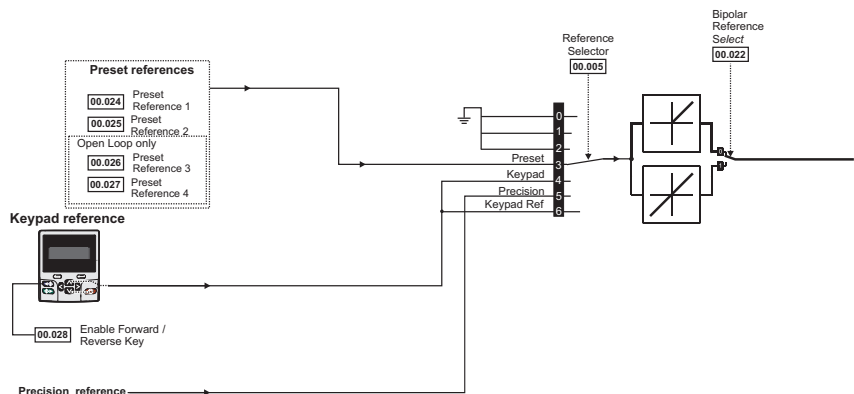 Bipolar
Reference
Select
00.022
Reference
Selector
00.005
Preset references
00.024
Preset
Reference 1
00.025
Preset
Reference 2
Open Loop only
00.026
Preset
Reference 3
00.027
Preset
Reference 4
0
1
2
Preset
3
Keypad
4
Precision
5
Keypad Ref
6
Keypad reference
00.028
Enable Forward /
Reverse Key
Precision reference